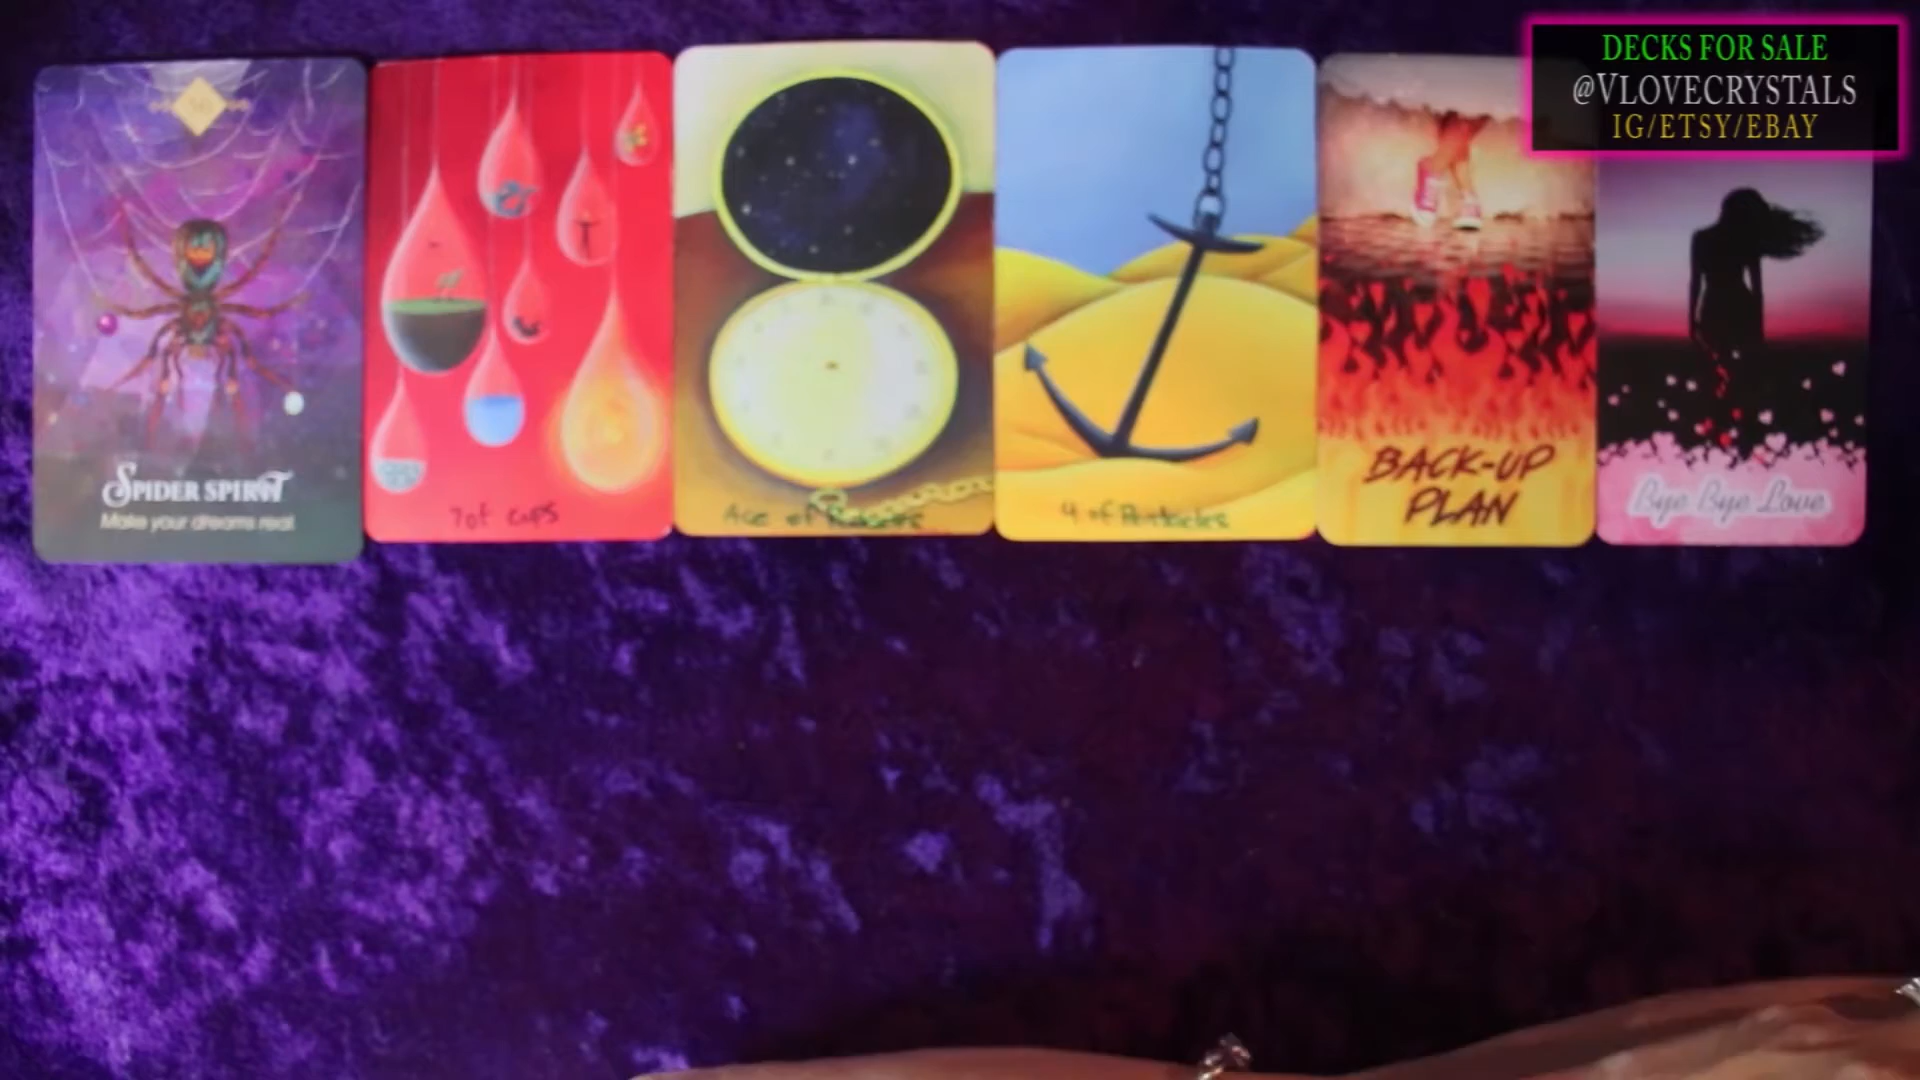 DECKS FOR SALE
@VLOVECRYSTALS
IG/ETSY/EBAY
SPIDER SPIRIT
Make your dreams real
7 of cups
Ace of
4 of Pentacles
BACK-UP
PLAN
Bye Bye Love